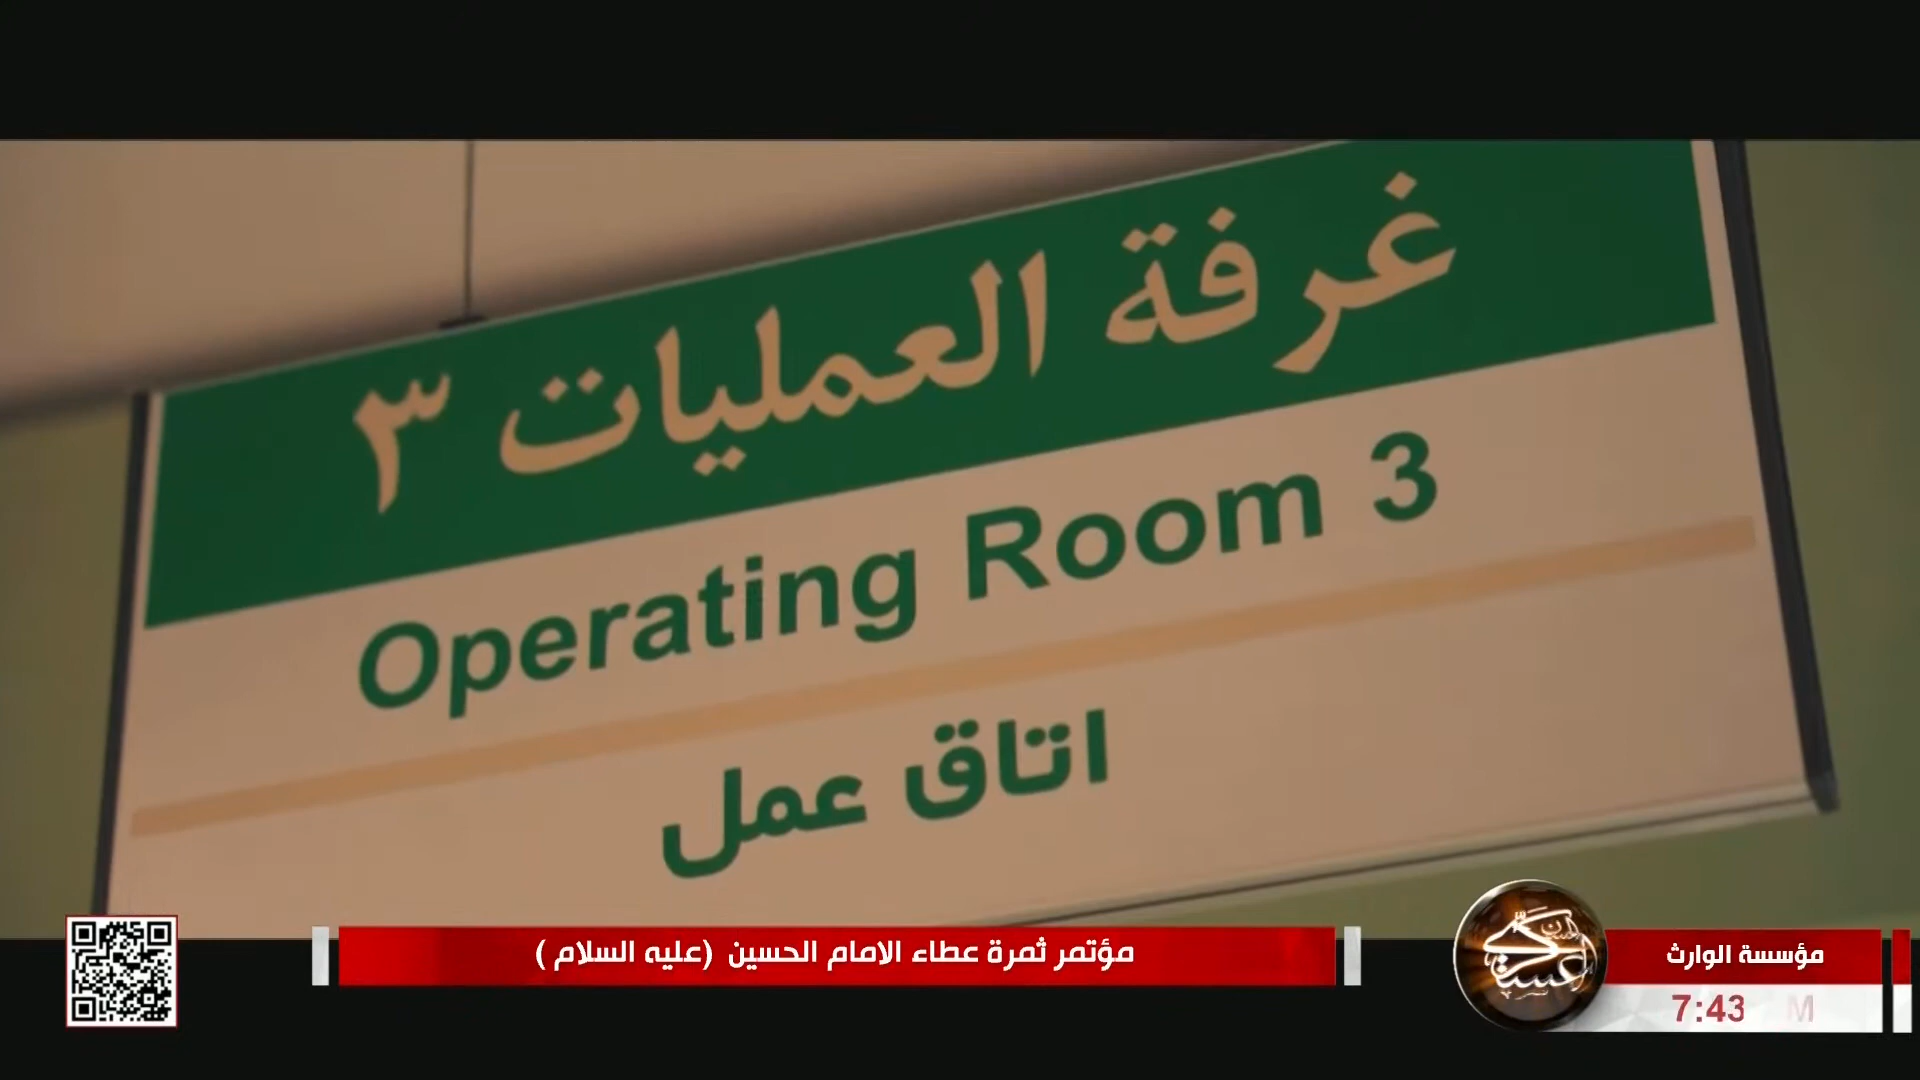 غرفة العمليات ٣
Operating Room 3
اتاق عمل
مؤتمر ثمرة عطاء الامام الحسين (عليه السلام )
مؤسسة الوارث
7:43 M